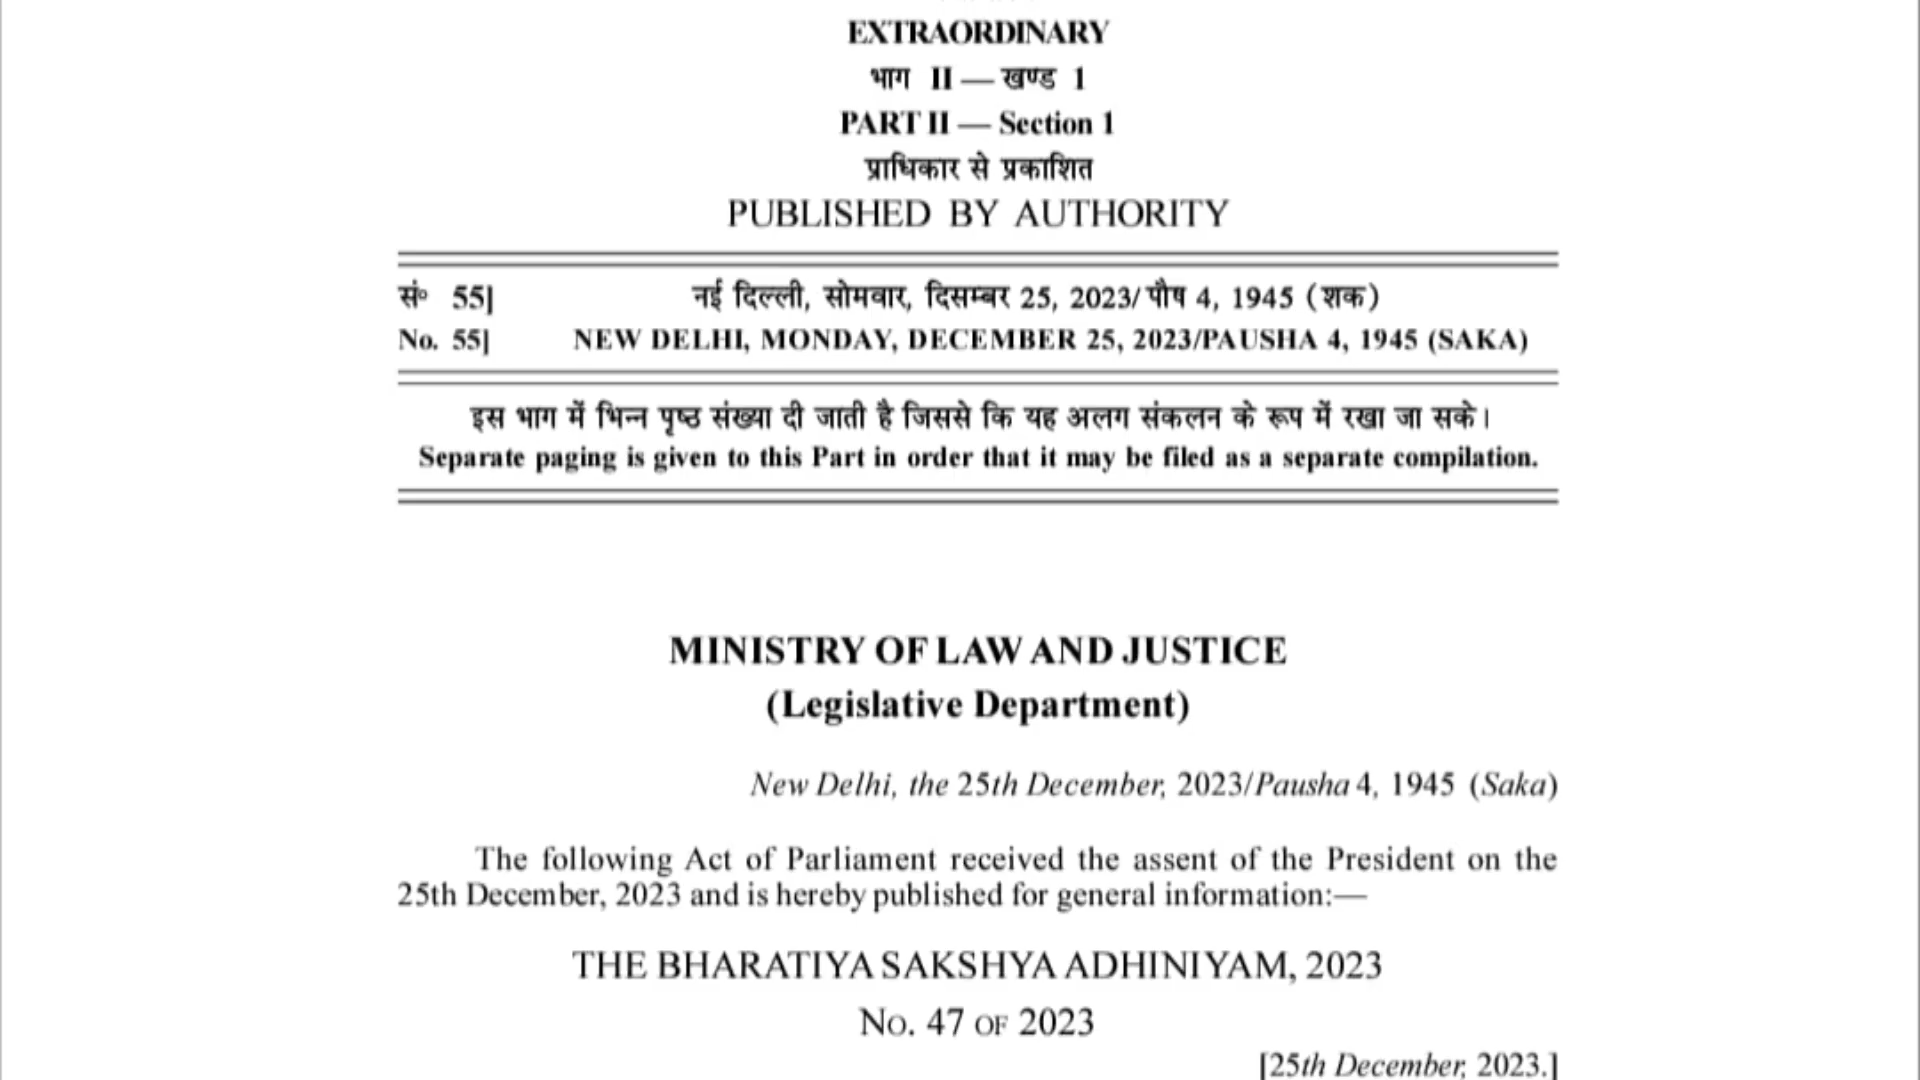 EXTRAORDINARY
भाग II — खण्ड 1
PART II — Section 1
प्राधिकार से प्रकाशित
PUBLISHED BY AUTHORITY
सं॰ 55]
नई दिल्ली, सोमवार, दिसम्बर 25, 2023/ पौष 4, 1945 (शक)
No. 55]
NEW DELHI, MONDAY, DECEMBER 25, 2023/PAUSHA 4, 1945 (SAKA)
इस भाग में भिन्न पृष्ठ संख्या दी जाती है जिससे कि यह अलग संकलन के रूप में रखा जा सके।
Separate paging is given to this Part in order that it may be filed as a separate compilation.
MINISTRY OF LAW AND JUSTICE
(Legislative Department)
New Delhi, the 25th December, 2023/Pausha 4, 1945 (Saka)
The following Act of Parliament received the assent of the President on the
25th December, 2023 and is hereby published for general information:—
THE BHARATIYA SAKSHYA ADHINIYAM, 2023
No. 47 OF 2023
[25th December, 2023.]